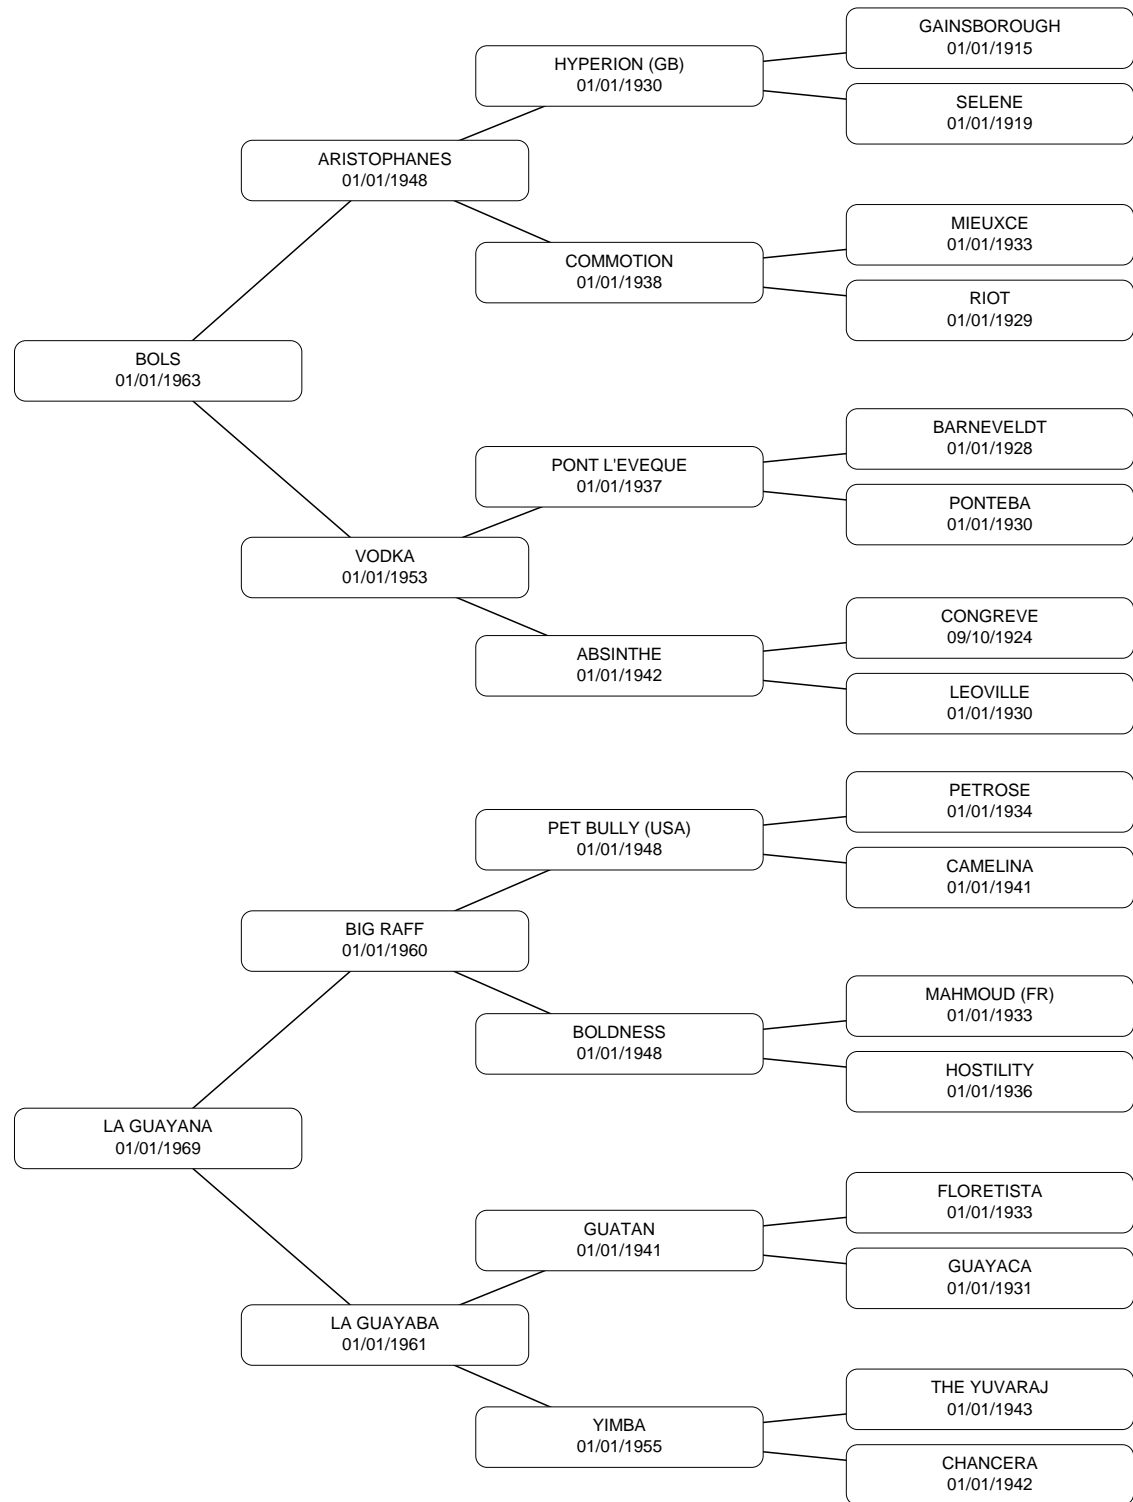 GAINSBOROUGH
01/01/1915
HYPERION (GB)
01/01/1930
SELENE
01/01/1919
ARISTOPHANES
01/01/1948
MIEUXCE
01/01/1933
COMMOTION
01/01/1938
RIOT
01/01/1929
BOLS
01/01/1963
BARNEVELDT
01/01/1928
PONT L'EVEQUE
01/01/1937
PONTEBA
01/01/1930
VODKA
01/01/1953
CONGREVE
09/10/1924
ABSINTHE
01/01/1942
LEOVILLE
01/01/1930
PETROSE
01/01/1934
PET BULLY (USA)
01/01/1948
CAMELINA
01/01/1941
BIG RAFF
01/01/1960
MAHMOUD (FR)
01/01/1933
BOLDNESS
01/01/1948
HOSTILITY
01/01/1936
LA GUAYANA
01/01/1969
FLORETISTA
01/01/1933
GUATAN
01/01/1941
GUAYACA
01/01/1931
LA GUAYABA
01/01/1961
THE YUVARAJ
01/01/1943
YIMBA
01/01/1955
CHANCERA
01/01/1942